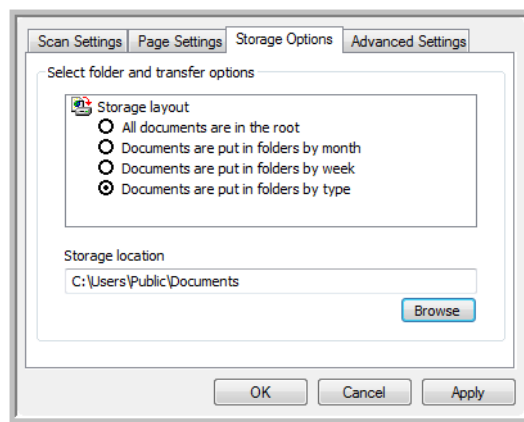 Scan Settings Page Settings Storage Options Advanced Settings
Select folder and transfer options
Storage layout
All documents are in the root
Documents are put in folders by month
Documents are put in folders by week
Documents are put in folders by type
Storage location
C:\Users\Public\Documents
Browse
OK Cancel Apply